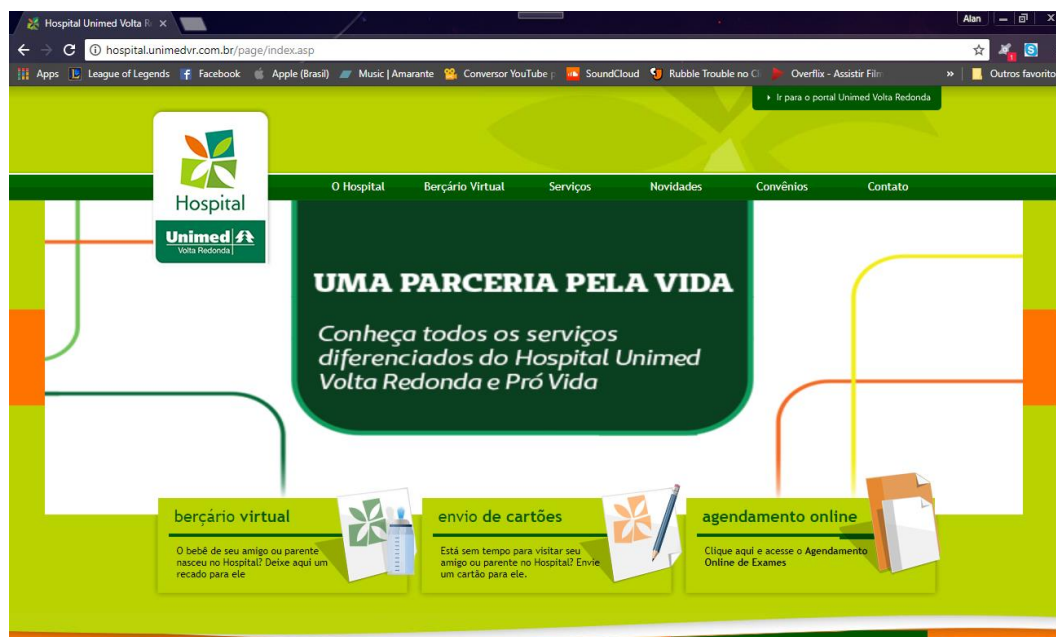 Hospital Unimed Volta R
Alan
hospital.unimedvr.com.br/page/index.asp
Apps League of Legends Facebook Apple (Brasil) Music | Amarante Conversor YouTube p SoundCloud Rubble Trouble no Cl Overflix - Assistir Film » Outros favorito
Ir para o portal Unimed Volta Redonda
O Hospital Berçário Virtual Serviços Novidades Convênios Contato
Hospital
Unimed
Volta Redonda
UMA PARCERIA PELA VIDA
Conheça todos os serviços
diferenciados do Hospital Unimed
Volta Redonda e Pró Vida
berçário virtual
O bebê de seu amigo ou parente
nasceu no Hospital? Deixe aqui um
recado para ele
envio de cartões
Está sem tempo para visitar seu
amigo ou parente no Hospital? Envie
um cartão para ele.
agendamento online
Clique aqui e acesse o Agendamento
Online de Exames